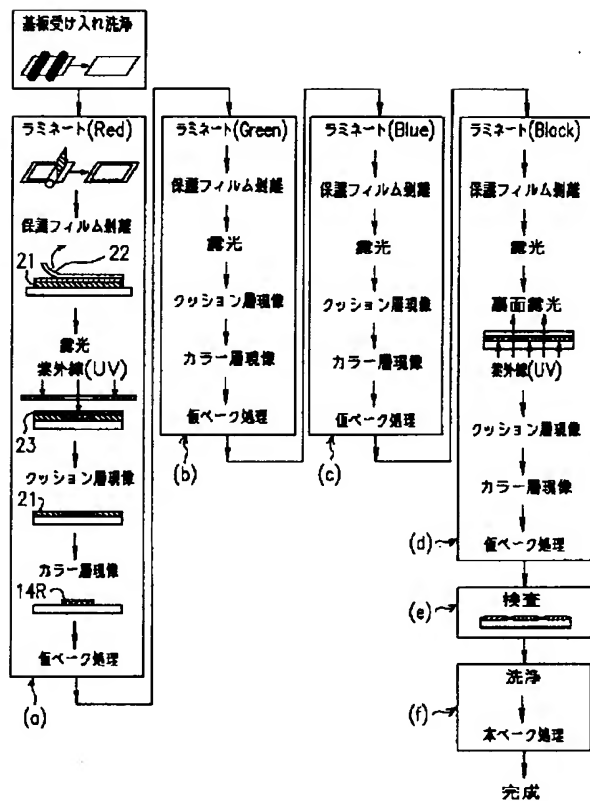 基板受け入れ洗浄
ラミネート(Red)
保護フィルム剥離
21
22
露光
紫外線(UV)
23
クッション層現像
21
カラー層現像
14R
仮ベーク処理
(a)
ラミネート(Green)
保護フィルム剥離
露光
クッション層現像
カラー層現像
仮ベーク処理
(b)
ラミネート(Blue)
保護フィルム剥離
露光
クッション層現像
カラー層現像
仮ベーク処理
(c)
ラミネート(Black)
保護フィルム剥離
露光
裏面露光
紫外線(UV)
クッション層現像
カラー層現像
仮ベーク処理
(d)
検査
(e)
洗浄
本ベーク処理
(f)
完成